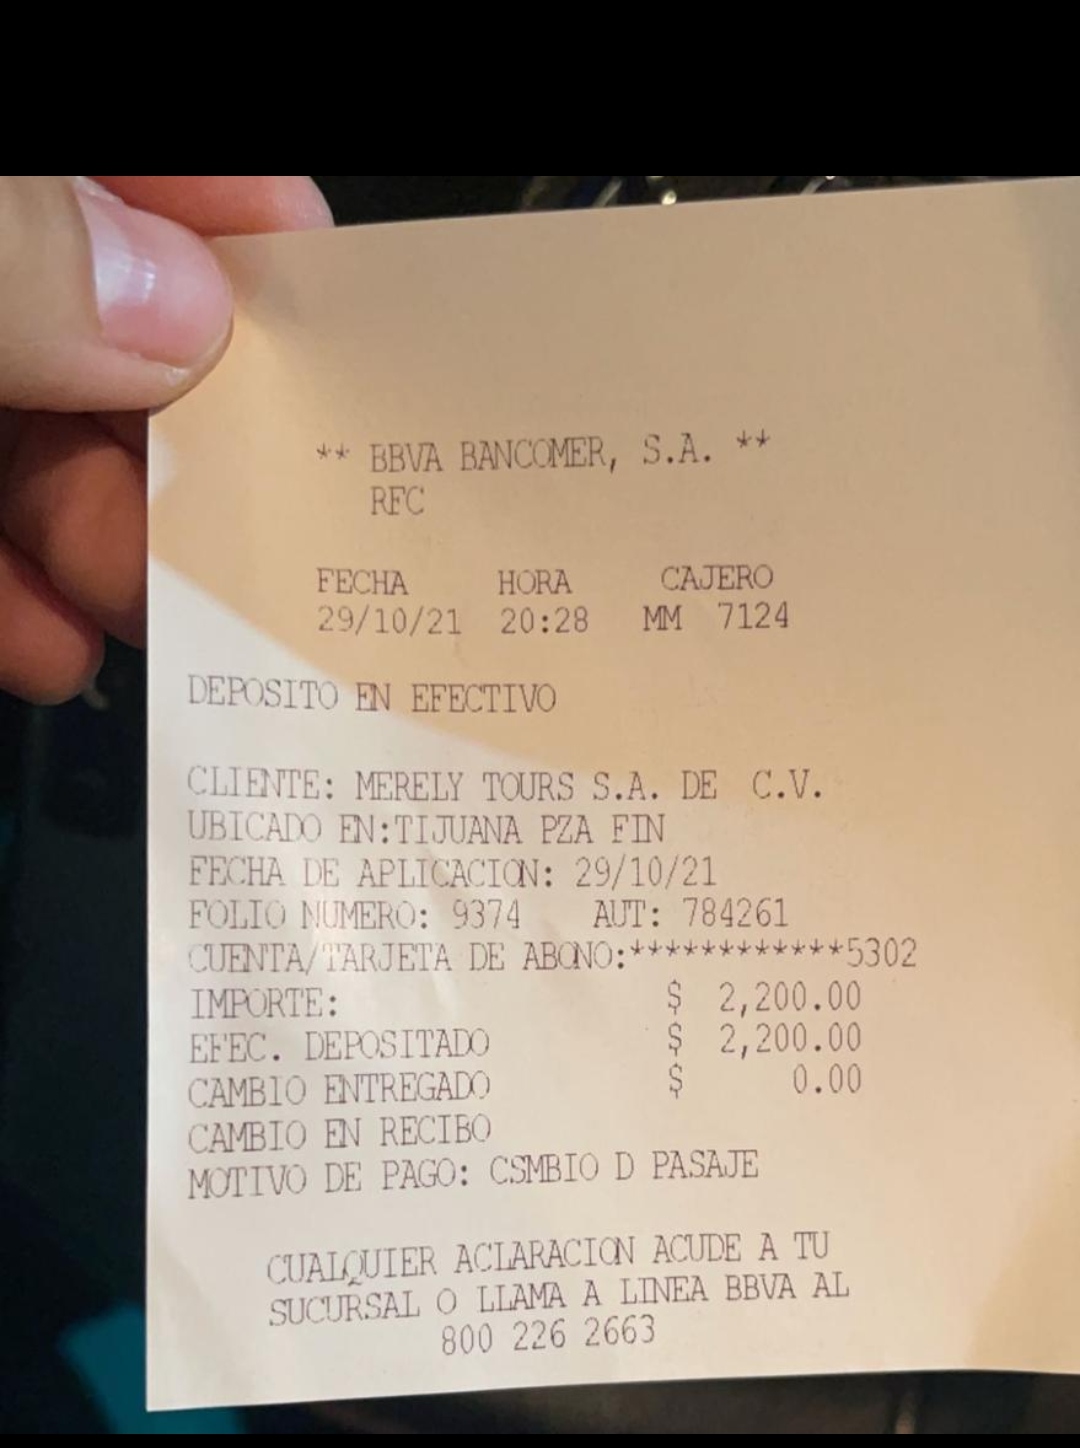 ** BBVA BANCOMER, S.A. **
RFC
FECHA HORA CAJERO
29/10/21 20:28 MM 7124
DEPOSITO EN EFECTIVO
CLIENTE: MERELY TOURS S.A. DE C.V.
UBICADO EN:TIJUANA PZA FIN
FECHA DE APLICACION: 29/10/21
FOLIO NUMERO: 9374 AUT: 784261
CUENTA/TARJETA DE ABONO:************5302
IMPORTE: $ 2,200.00
EFEC. DEPOSITADO $ 2,200.00
CAMBIO ENTREGADO $ 0.00
CAMBIO EN RECIBO
MOTIVO DE PAGO: CSMBIO D PASAJE
CUALQUIER ACLARACION ACUDE A TU
SUCURSAL O LLAMA A LINEA BBVA AL
800 226 2663